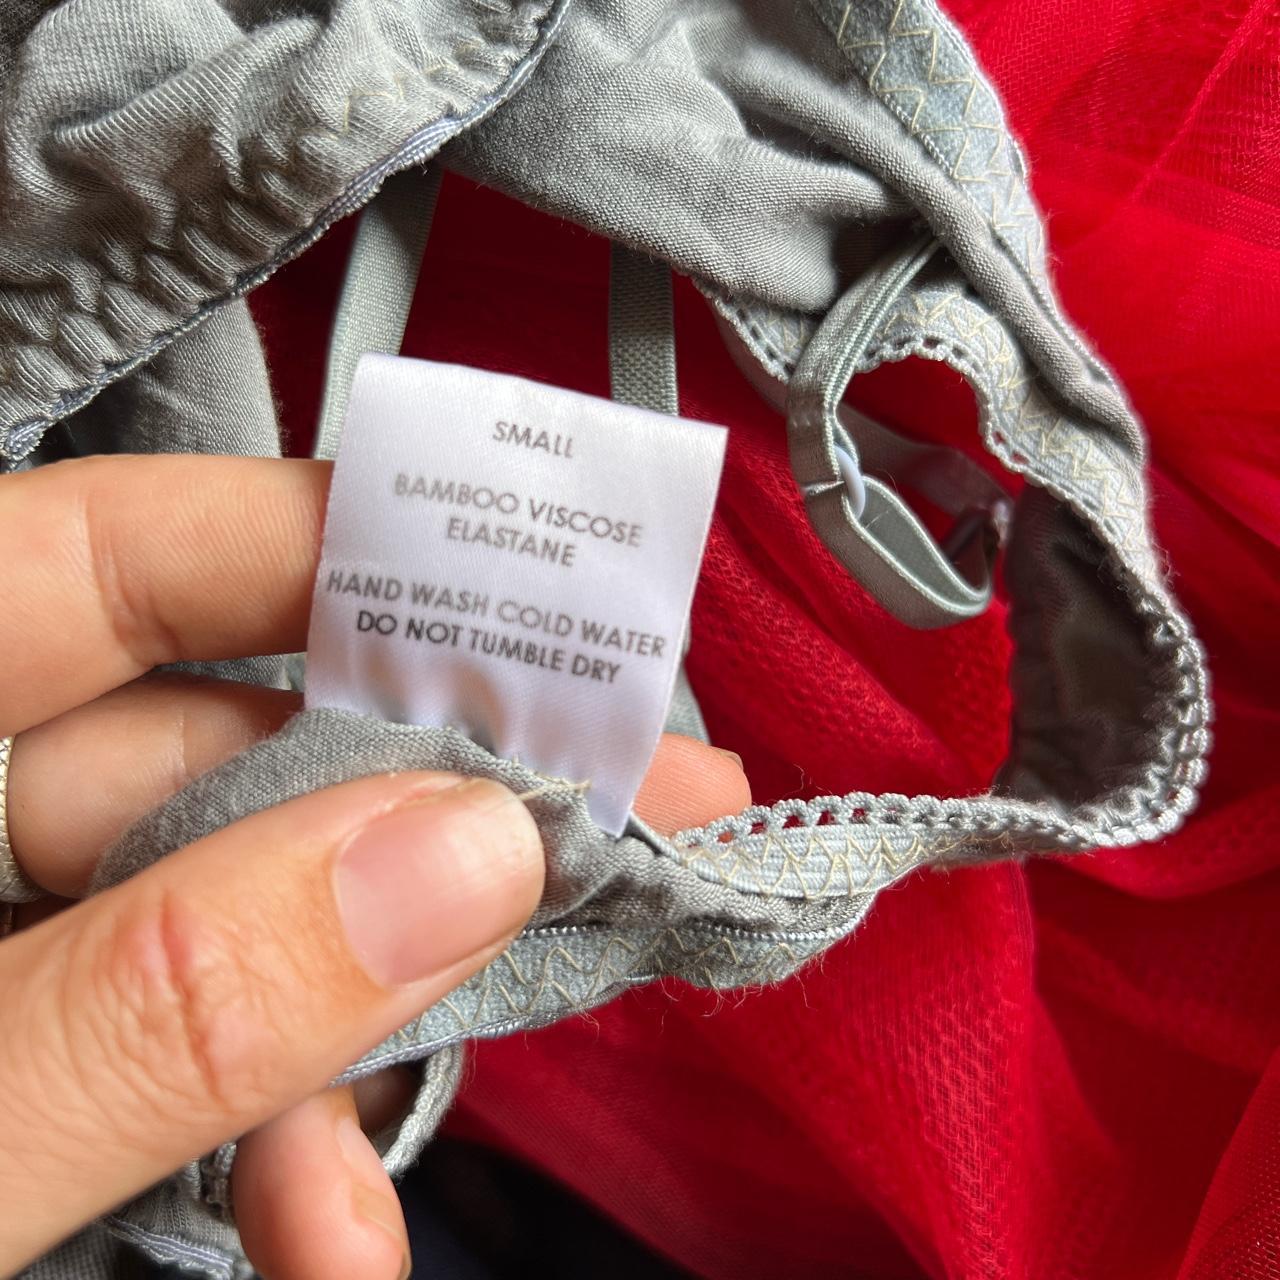 SMALL
BAMBOO VISCOSE
ELASTANE
HAND WASH COLD WATER
DO NOT TUMBLE DRY